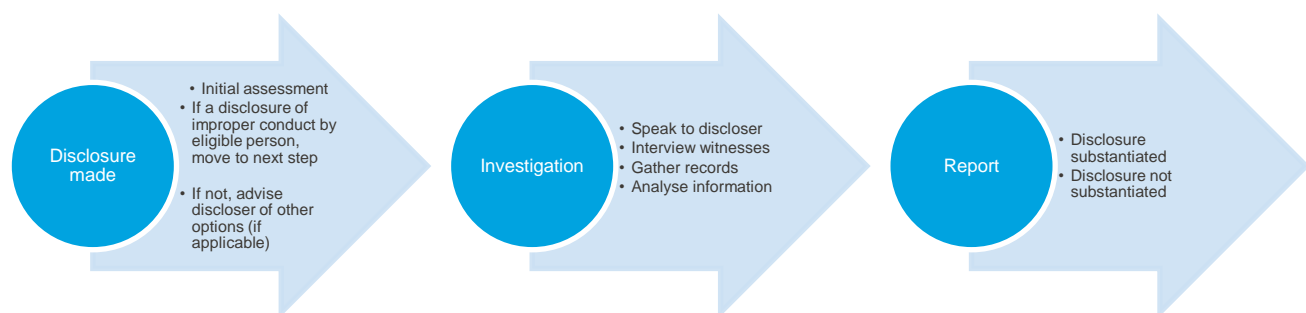 Disclosure
made
• Initial assessment
• If a disclosure of
improper conduct by
eligible person,
move to next step
• If not, advise
discloser of other
options (if
applicable)
Investigation
• Speak to discloser
• Interview witnesses
• Gather records
• Analyse information
Report
• Disclosure
substantiated
• Disclosure not
substantiated